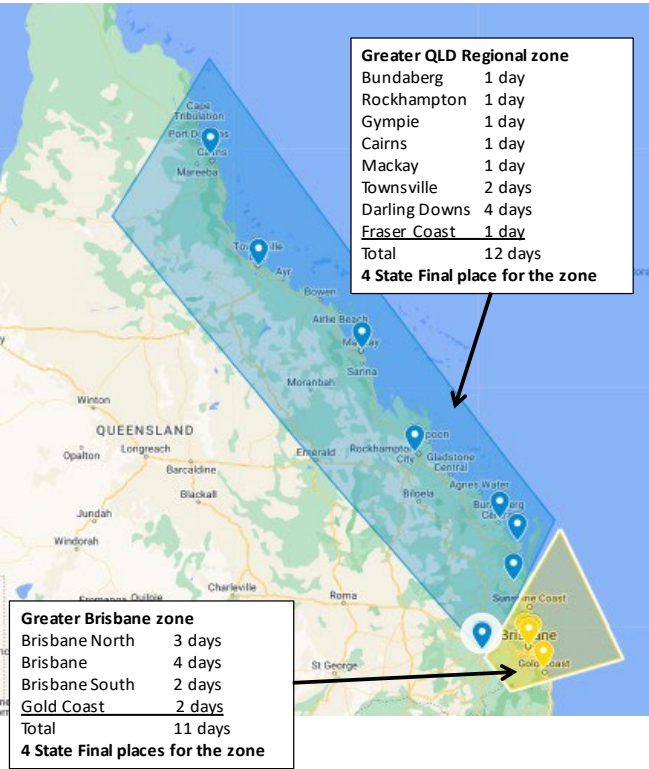 Greater QLD Regional zone
Bundaberg 1 day
Rockhampton 1 day
Gympie 1 day
Cairns 1 day
Mackay 1 day
Townsville 2 days
Darling Downs 4 days
Fraser Coast 1 day
Total 12 days
4 State Final place for the zone
Cape
Tribulation
Port
Cairns
Mareeba
Ayr
Bowen
Airlie Beach
Mackay
Sarina
Moranbah
Winton
QUEENSLAND
Opalton
Longreach
Barcaldine
Blackall
Emerald
Rockhampton
City
poon
Gladstone
Central
Agnes Water
Biloela
Jundah
Windorah
Charleville
Roma
St George
Sunshine Coast
Brisbane
Gold Coast
Greater Brisbane zone
Brisbane North 3 days
Brisbane 4 days
Brisbane South 2 days
Gold Coast 2 days
Total 11 days
4 State Final places for the zone